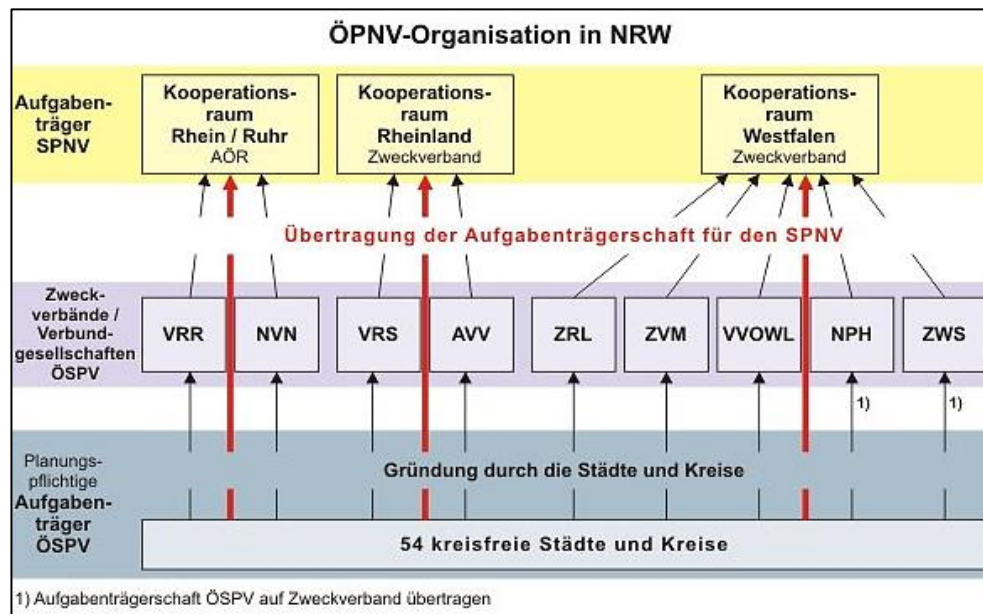 ÖPNV-Organisation in NRW
Aufgaben-
träger
SPNV
Kooperations-
raum
Rhein / Ruhr
AÖR
Kooperations-
raum
Rheinland
Zweckverband
Kooperations-
raum
Westfalen
Zweckverband
Übertragung der Aufgabenträgerschaft für den SPNV
Zweck-
verbände /
Verbund-
gesellschaften
ÖSPV
VRR
NVN
VRS
AVV
ZRL
ZVM
VVOWL
NPH
ZWS
1)
1)
Planungs-
pflichtige
Aufgaben-
träger
ÖSPV
Gründung durch die Städte und Kreise
54 kreisfreie Städte und Kreise
1) Aufgabenträgerschaft ÖSPV auf Zweckverband übertragen